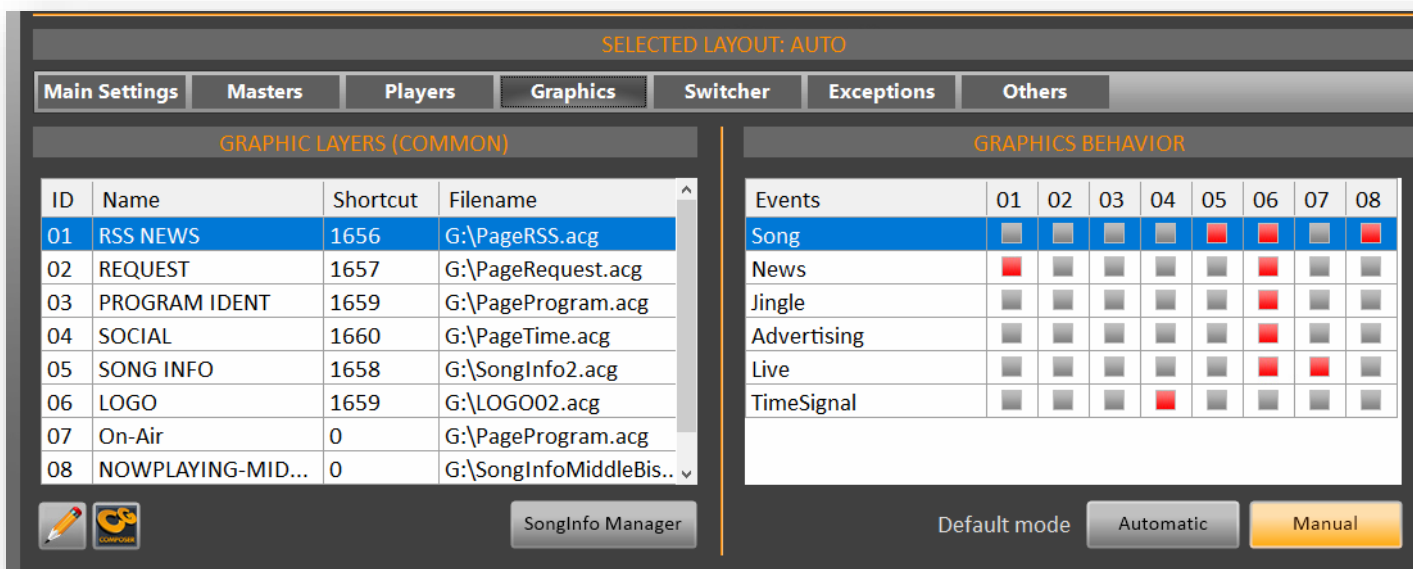 SELECTED LAYOUT: AUTO
Main Settings Masters Players Graphics Switcher Exceptions Others
GRAPHIC LAYERS (COMMON)
ID Name Shortcut Filename
01 RSS NEWS 1656 G:\PageRSS.acg
02 REQUEST 1657 G:\PageRequest.acg
03 PROGRAM IDENT 1659 G:\PageProgram.acg
04 SOCIAL 1660 G:\PageTime.acg
05 SONG INFO 1658 G:\SongInfo2.acg
06 LOGO 1659 G:\LOGO02.acg
07 On-Air 0 G:\PageProgram.acg
08 NOWPLAYING-MID... 0 G:\SongInfoMiddleBis..
CG COMPOSER
SongInfo Manager
GRAPHICS BEHAVIOR
Events 01 02 03 04 05 06 07 08
Song
News
Jingle
Advertising
Live
TimeSignal
Default mode Automatic Manual